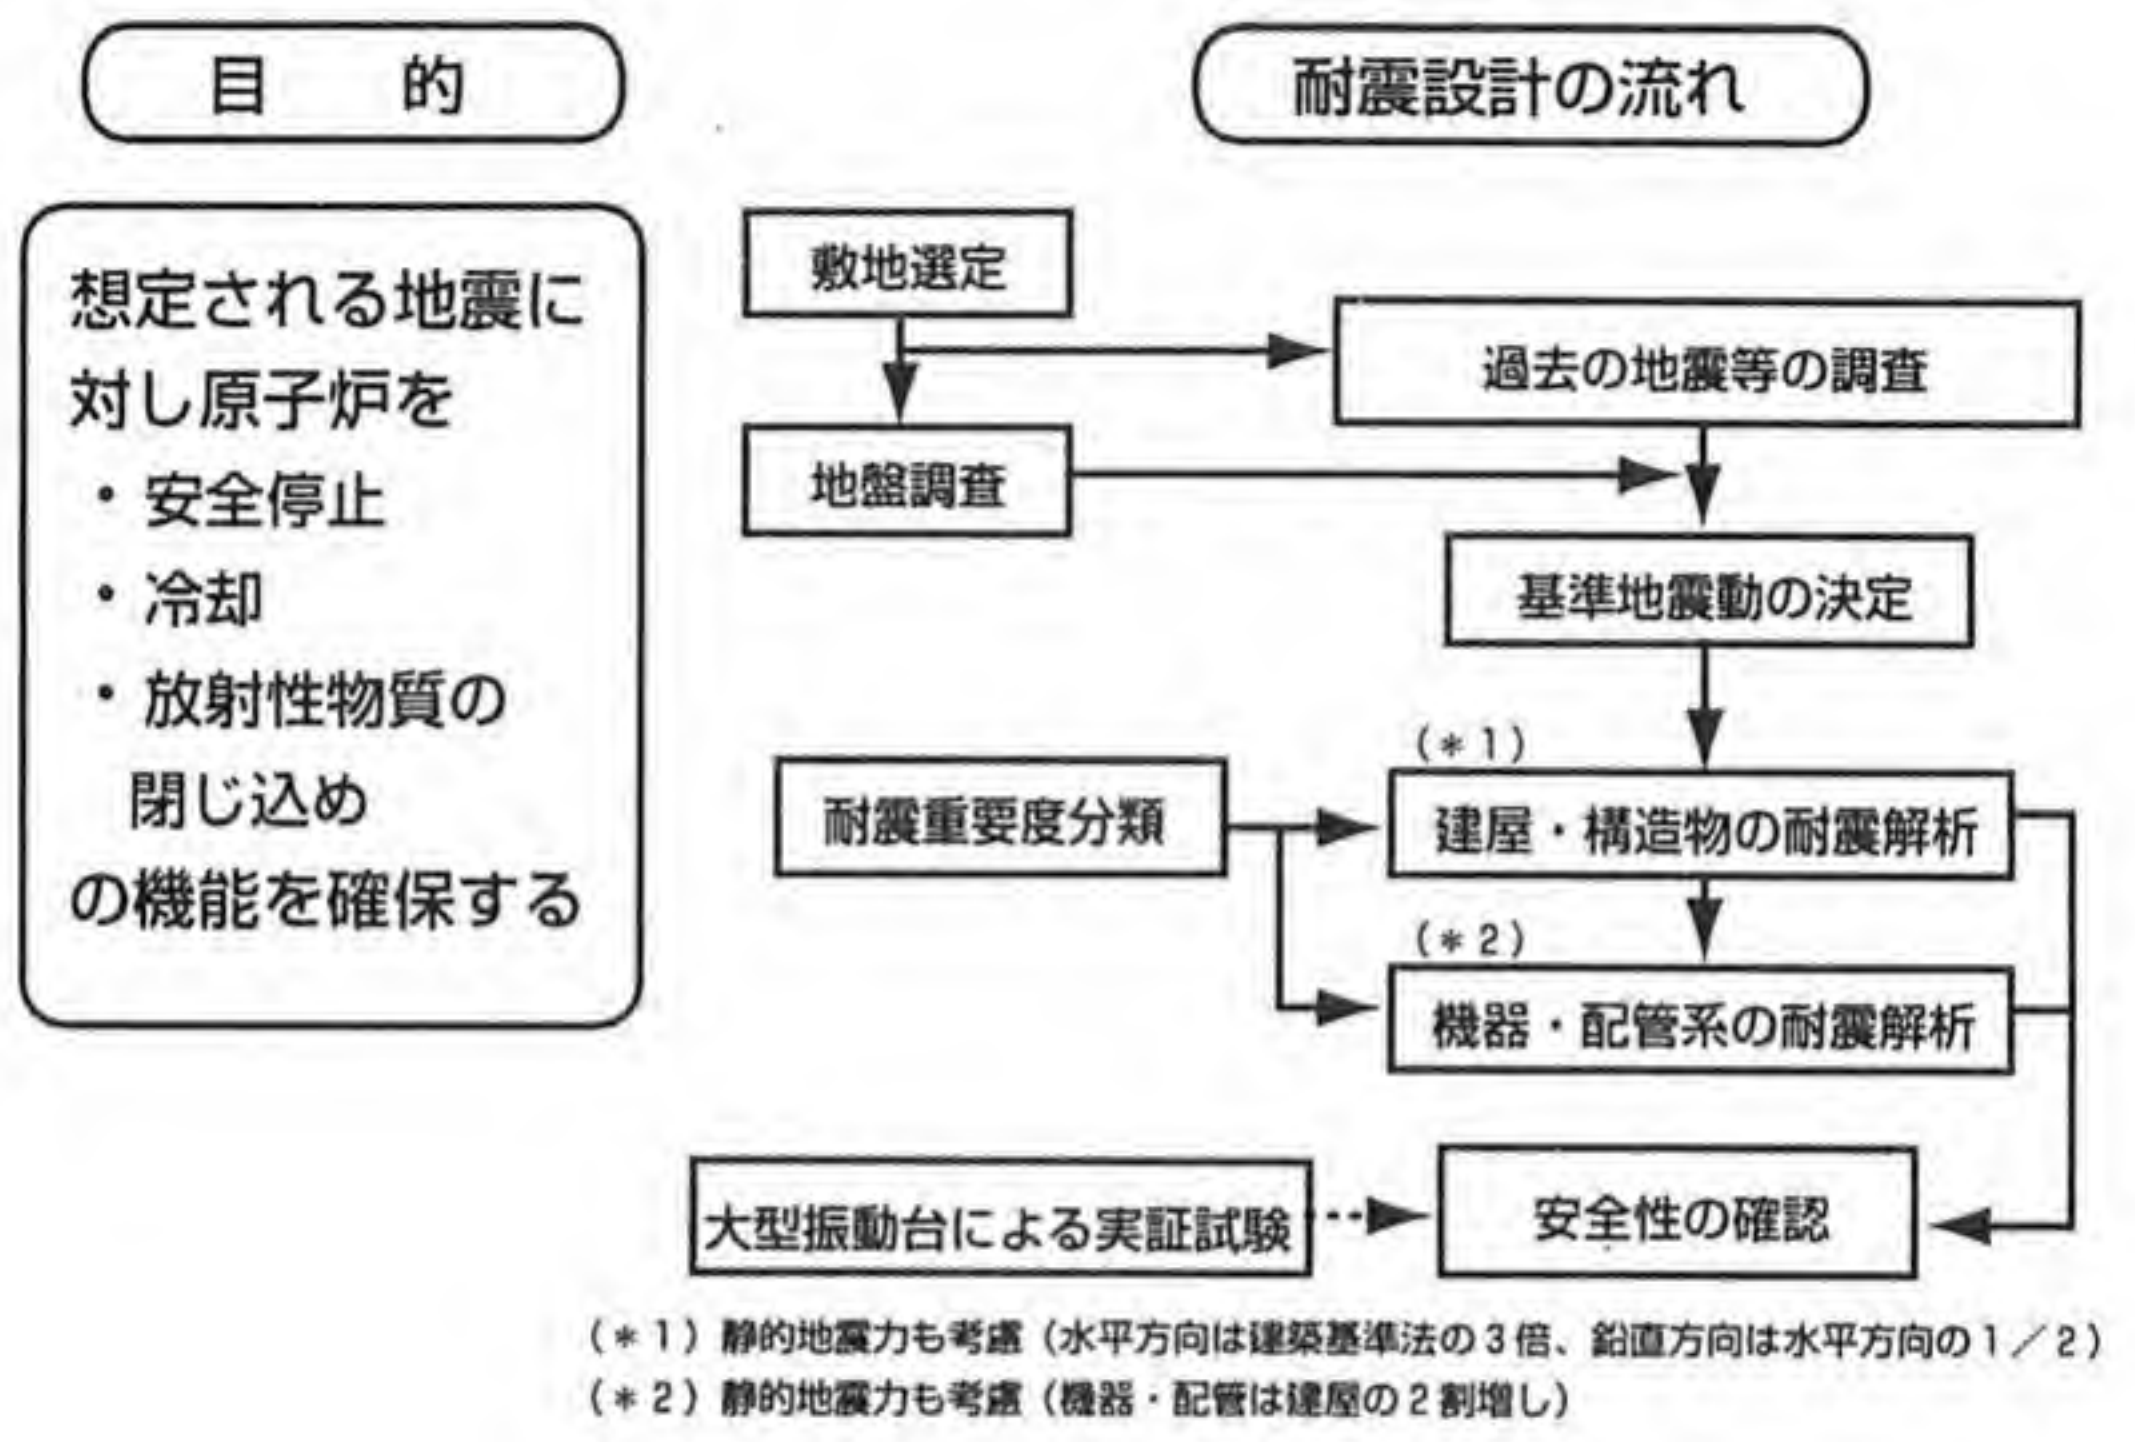 目　的
想定される地震に
対し原子炉を
・安全停止
・冷却
・放射性物質の
閉じ込め
の機能を確保する
耐震設計の流れ
敷地選定
過去の地震等の調査
地盤調査
基準地震動の決定
(＊1)
耐震重要度分類
建屋・構造物の耐震解析
(＊2)
機器・配管系の耐震解析
大型振動台による実証試験
安全性の確認
(＊1)静的地震力も考慮(水平方向は建築基準法の3倍、鉛直方向は水平方向の1／2)
(＊2)静的地震力も考慮(機器・配管は建屋の2割増し)